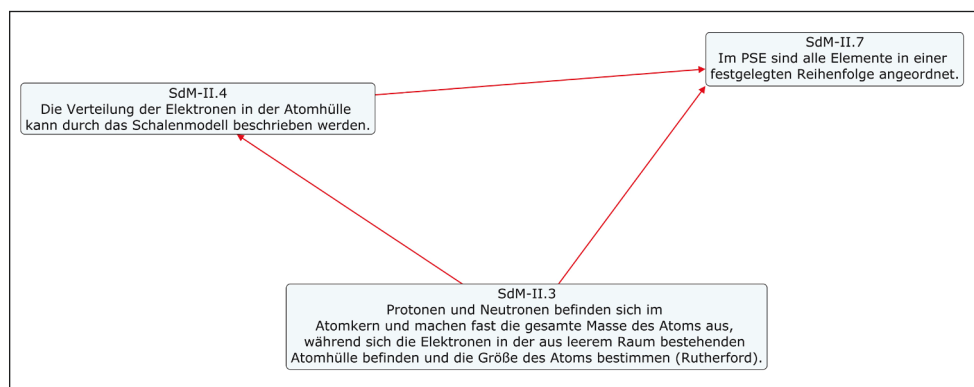 SdM-II.7
Im PSE sind alle Elemente in einer
festgelegten Reihenfolge angeordnet.
SdM-II.4
Die Verteilung der Elektronen in der Atomhülle
kann durch das Schalenmodell beschrieben werden.
SdM-II.3
Protonen und Neutronen befinden sich im
Atomkern und machen fast die gesamte Masse des Atoms aus,
während sich die Elektronen in der aus leerem Raum bestehenden
Atomhülle befinden und die Größe des Atoms bestimmen (Rutherford).